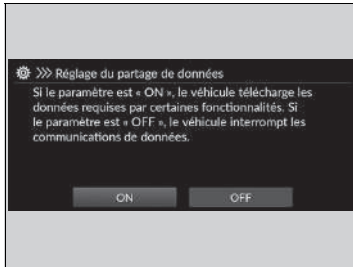 >>> Réglage du partage de données
Si le paramètre est « ON », le véhicule télécharge les
données requises par certaines fonctionnalités. Si
le paramètre est « OFF », le véhicule interrompt les
communications de données.
ON
OFF